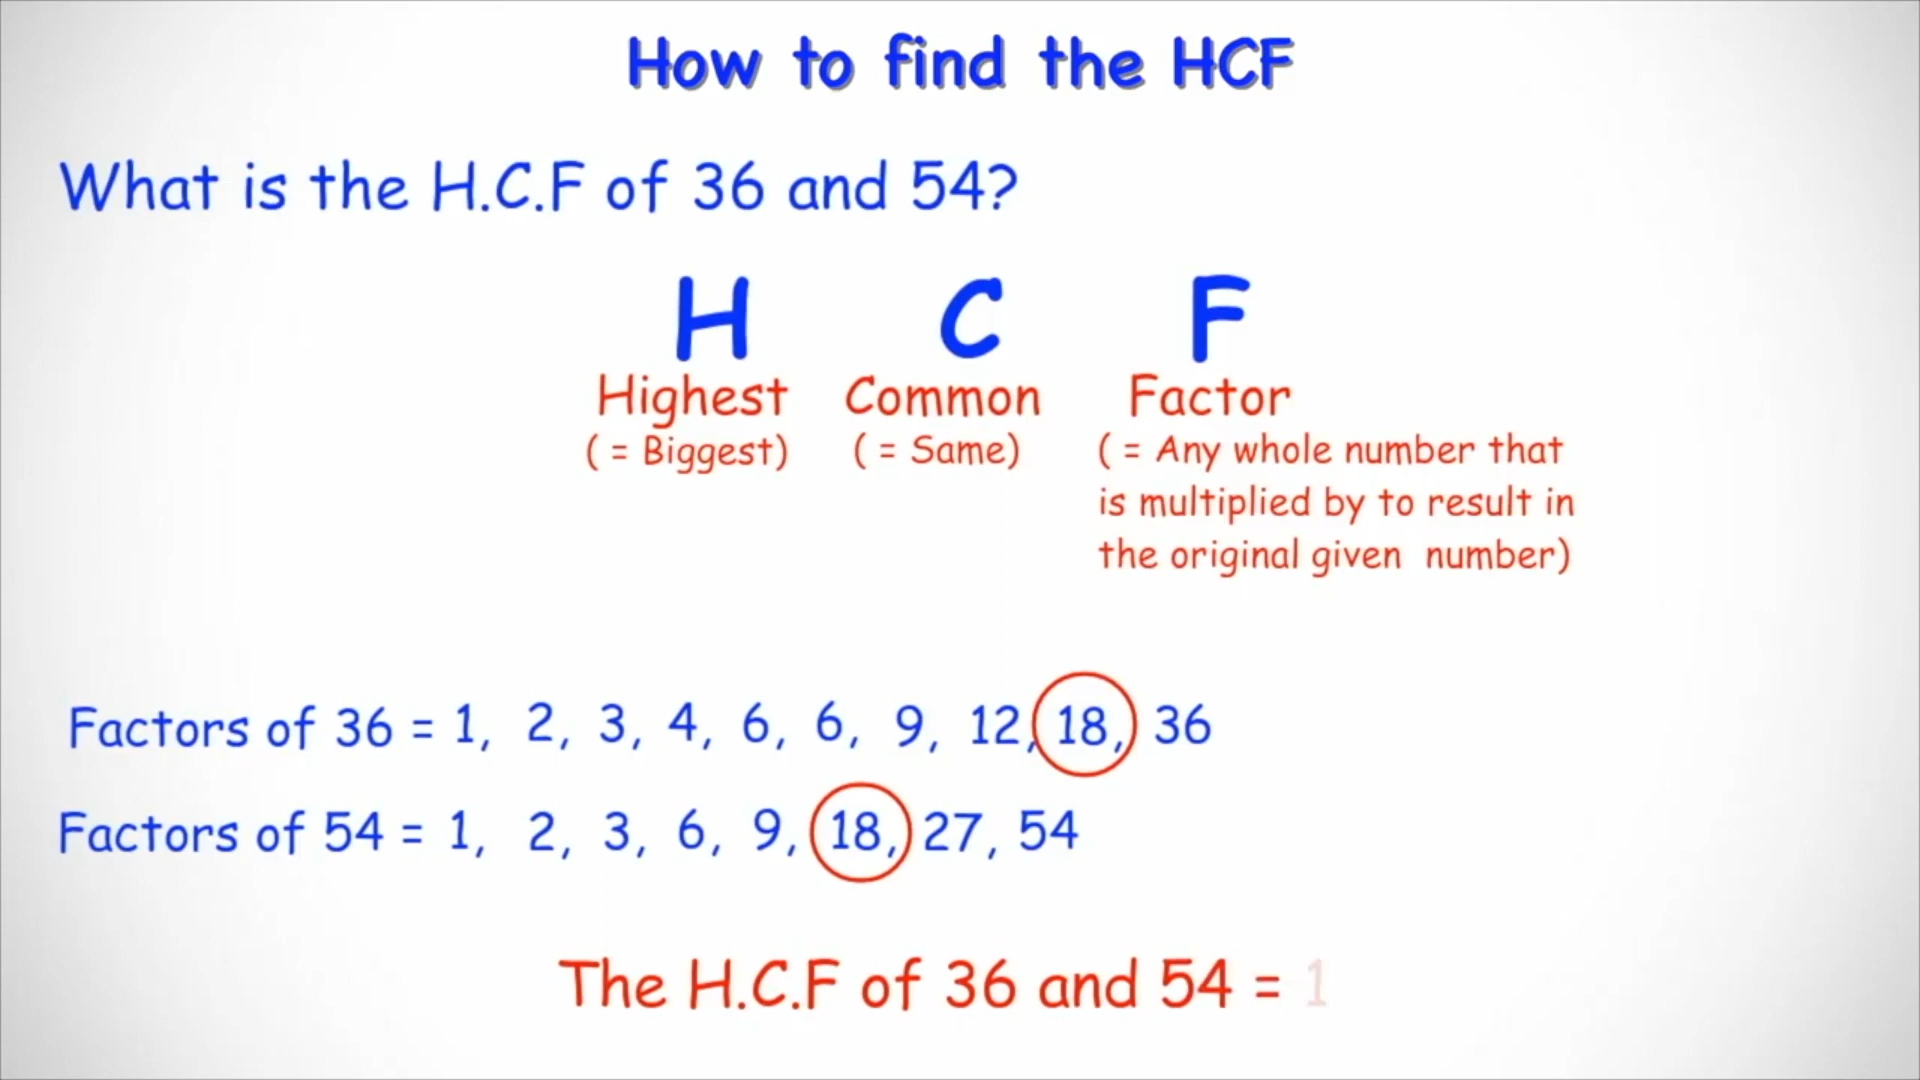 How to find the HCF
What is the H.C.F of 36 and 54?
H C F
Highest Common Factor
( = Biggest) ( = Same) ( = Any whole number that
is multiplied by to result in
the original given number)
Factors of 36 = 1, 2, 3, 4, 6, 6, 9, 12, 18, 36
Factors of 54 = 1, 2, 3, 6, 9, 18, 27, 54
The H.C.F of 36 and 54 = 1